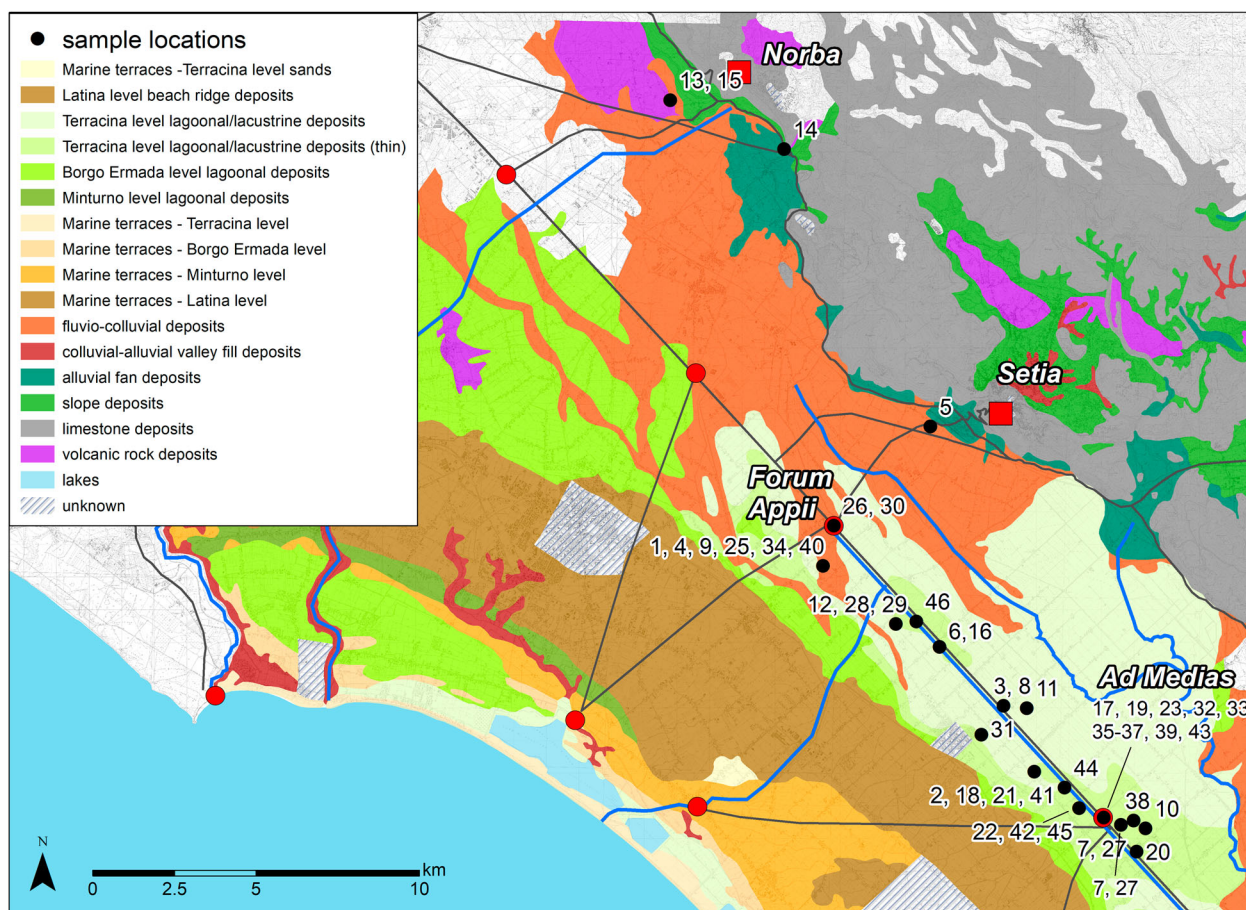 sample locations
Marine terraces -Terracina level sands
Latina level beach ridge deposits
Terracina level lagoonal/lacustrine deposits
Terracina level lagoonal/lacustrine deposits (thin)
Borgo Ermada level lagoonal deposits
Minturno level lagoonal deposits
Marine terraces - Terracina level
Marine terraces - Borgo Ermada level
Marine terraces - Minturno level
Marine terraces - Latina level
fluvio-colluvial deposits
colluvial-alluvial valley fill deposits
alluvial fan deposits
slope deposits
limestone deposits
volcanic rock deposits
lakes
unknown
Norba
13, 15
14
Setia
5
Forum
Appii
26, 30
1, 4, 9, 25, 34, 40
12, 28, 29
46
6,16
Ad Medias
3, 8
11
17, 19, 23, 32, 33
35-37, 39, 43
31
44
2, 18, 21, 41
38
10
22, 42, 45
7, 27
20
7, 27
N
km
0
2.5
5
10